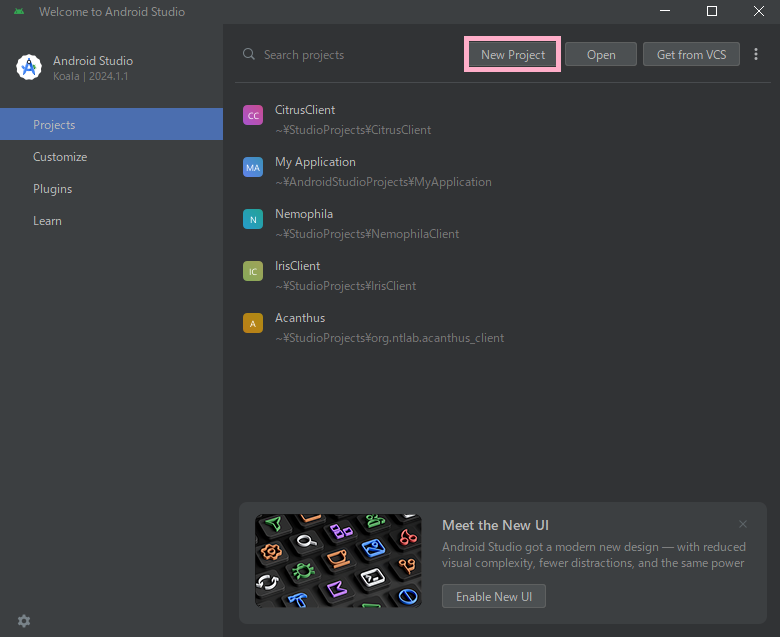 Welcome to Android Studio
Android Studio
Koala | 2024.1.1
Projects
Customize
Plugins
Learn
Search projects
New Project
Open
Get from VCS
CC
CitrusClient
~¥StudioProjects¥CitrusClient
MA
My Application
~¥AndroidStudioProjects¥MyApplication
N
Nemophila
~¥StudioProjects¥NemophilaClient
IC
IrisClient
~¥StudioProjects¥IrisClient
A
Acanthus
~¥StudioProjects¥org.ntlab.acanthus_client
Meet the New UI
Android Studio got a modern new design — with reduced
visual complexity, fewer distractions, and the same power
Enable New UI